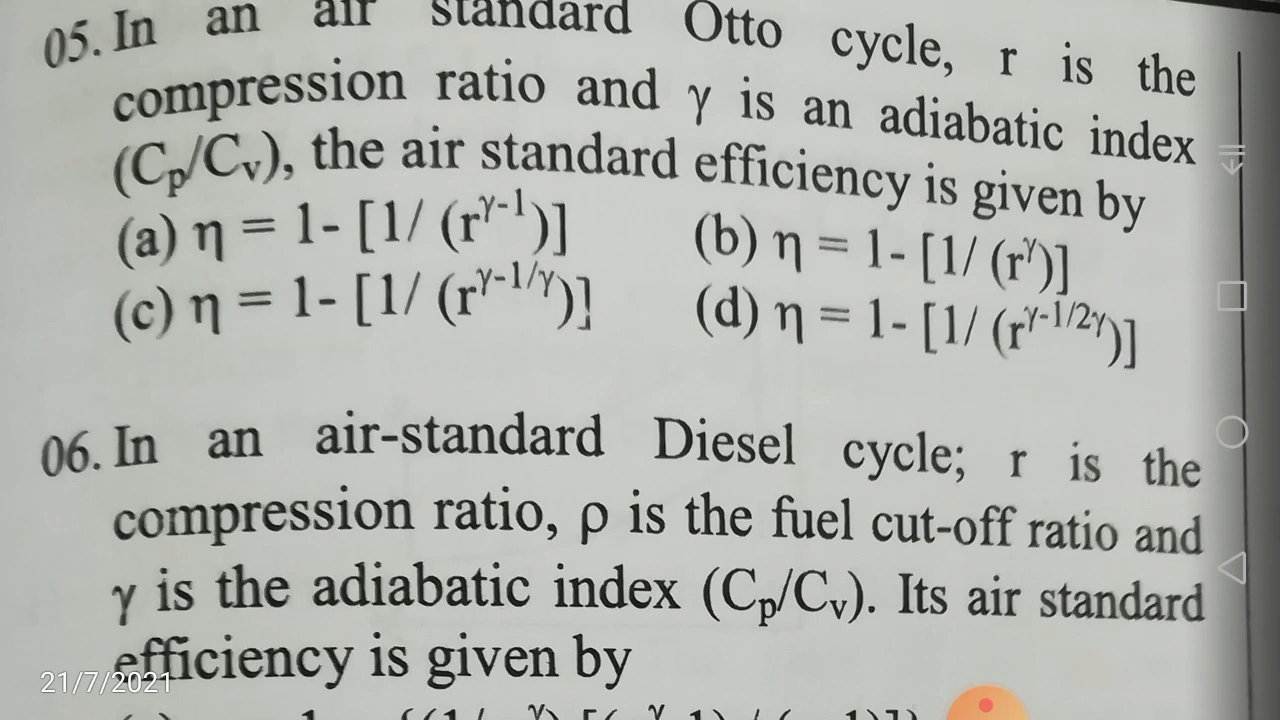 05. In an air standard Otto cycle, r is the
compression ratio and γ is an adiabatic index
(Cp/Cv), the air standard efficiency is given by
(a) η = 1- [1/ (r^γ-1)] (b) η = 1- [1/ (r^γ)]
(c) η = 1- [1/ (r^γ-1/γ)] (d) η = 1- [1/ (r^γ-1/2γ)]
06. In an air-standard Diesel cycle; r is the
compression ratio, ρ is the fuel cut-off ratio and
γ is the adiabatic index (Cp/Cv). Its air standard
efficiency is given by
21/7/2021